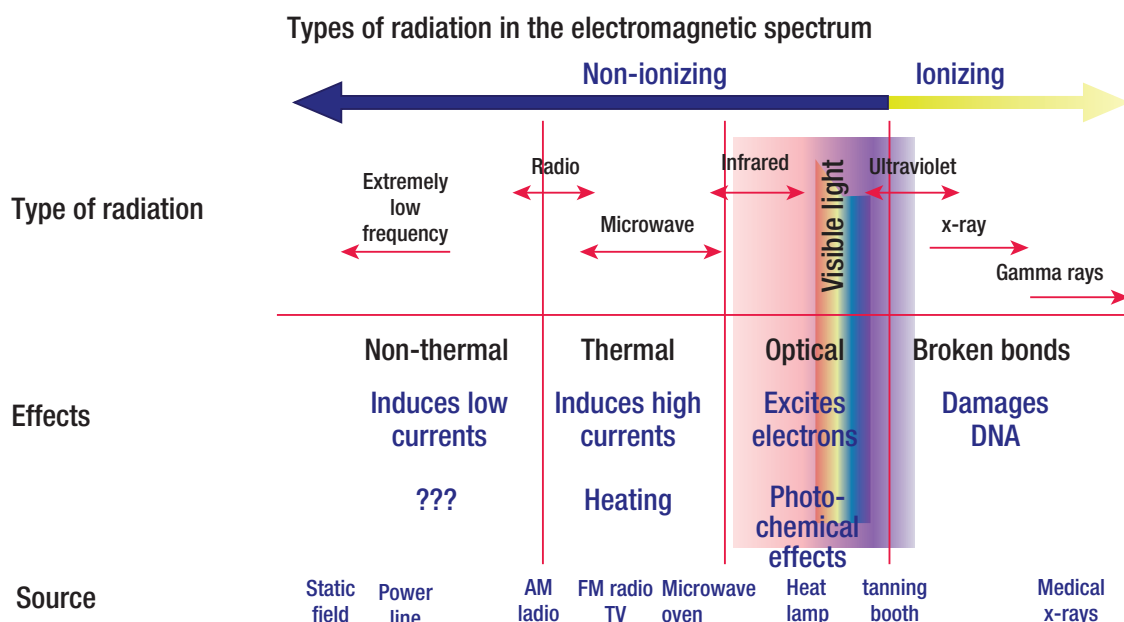 Types of radiation in the electromagnetic spectrum
Non-ionizing
Ionizing
Type of radiation
Extremely
low
frequency
Radio
Microwave
Infrared
Visible light
Ultraviolet
x-ray
Gamma rays
Effects
Non-thermal
Induces low
currents
???
Thermal
Induces high
currents
Heating
Optical
Excites
electrons
Photo-
chemical
effects
Broken bonds
Damages
DNA
Source
Static
field
Power
line
AM
ladio
FM radio
TV
Microwave
oven
Heat
lamp
tanning
booth
Medical
x-rays